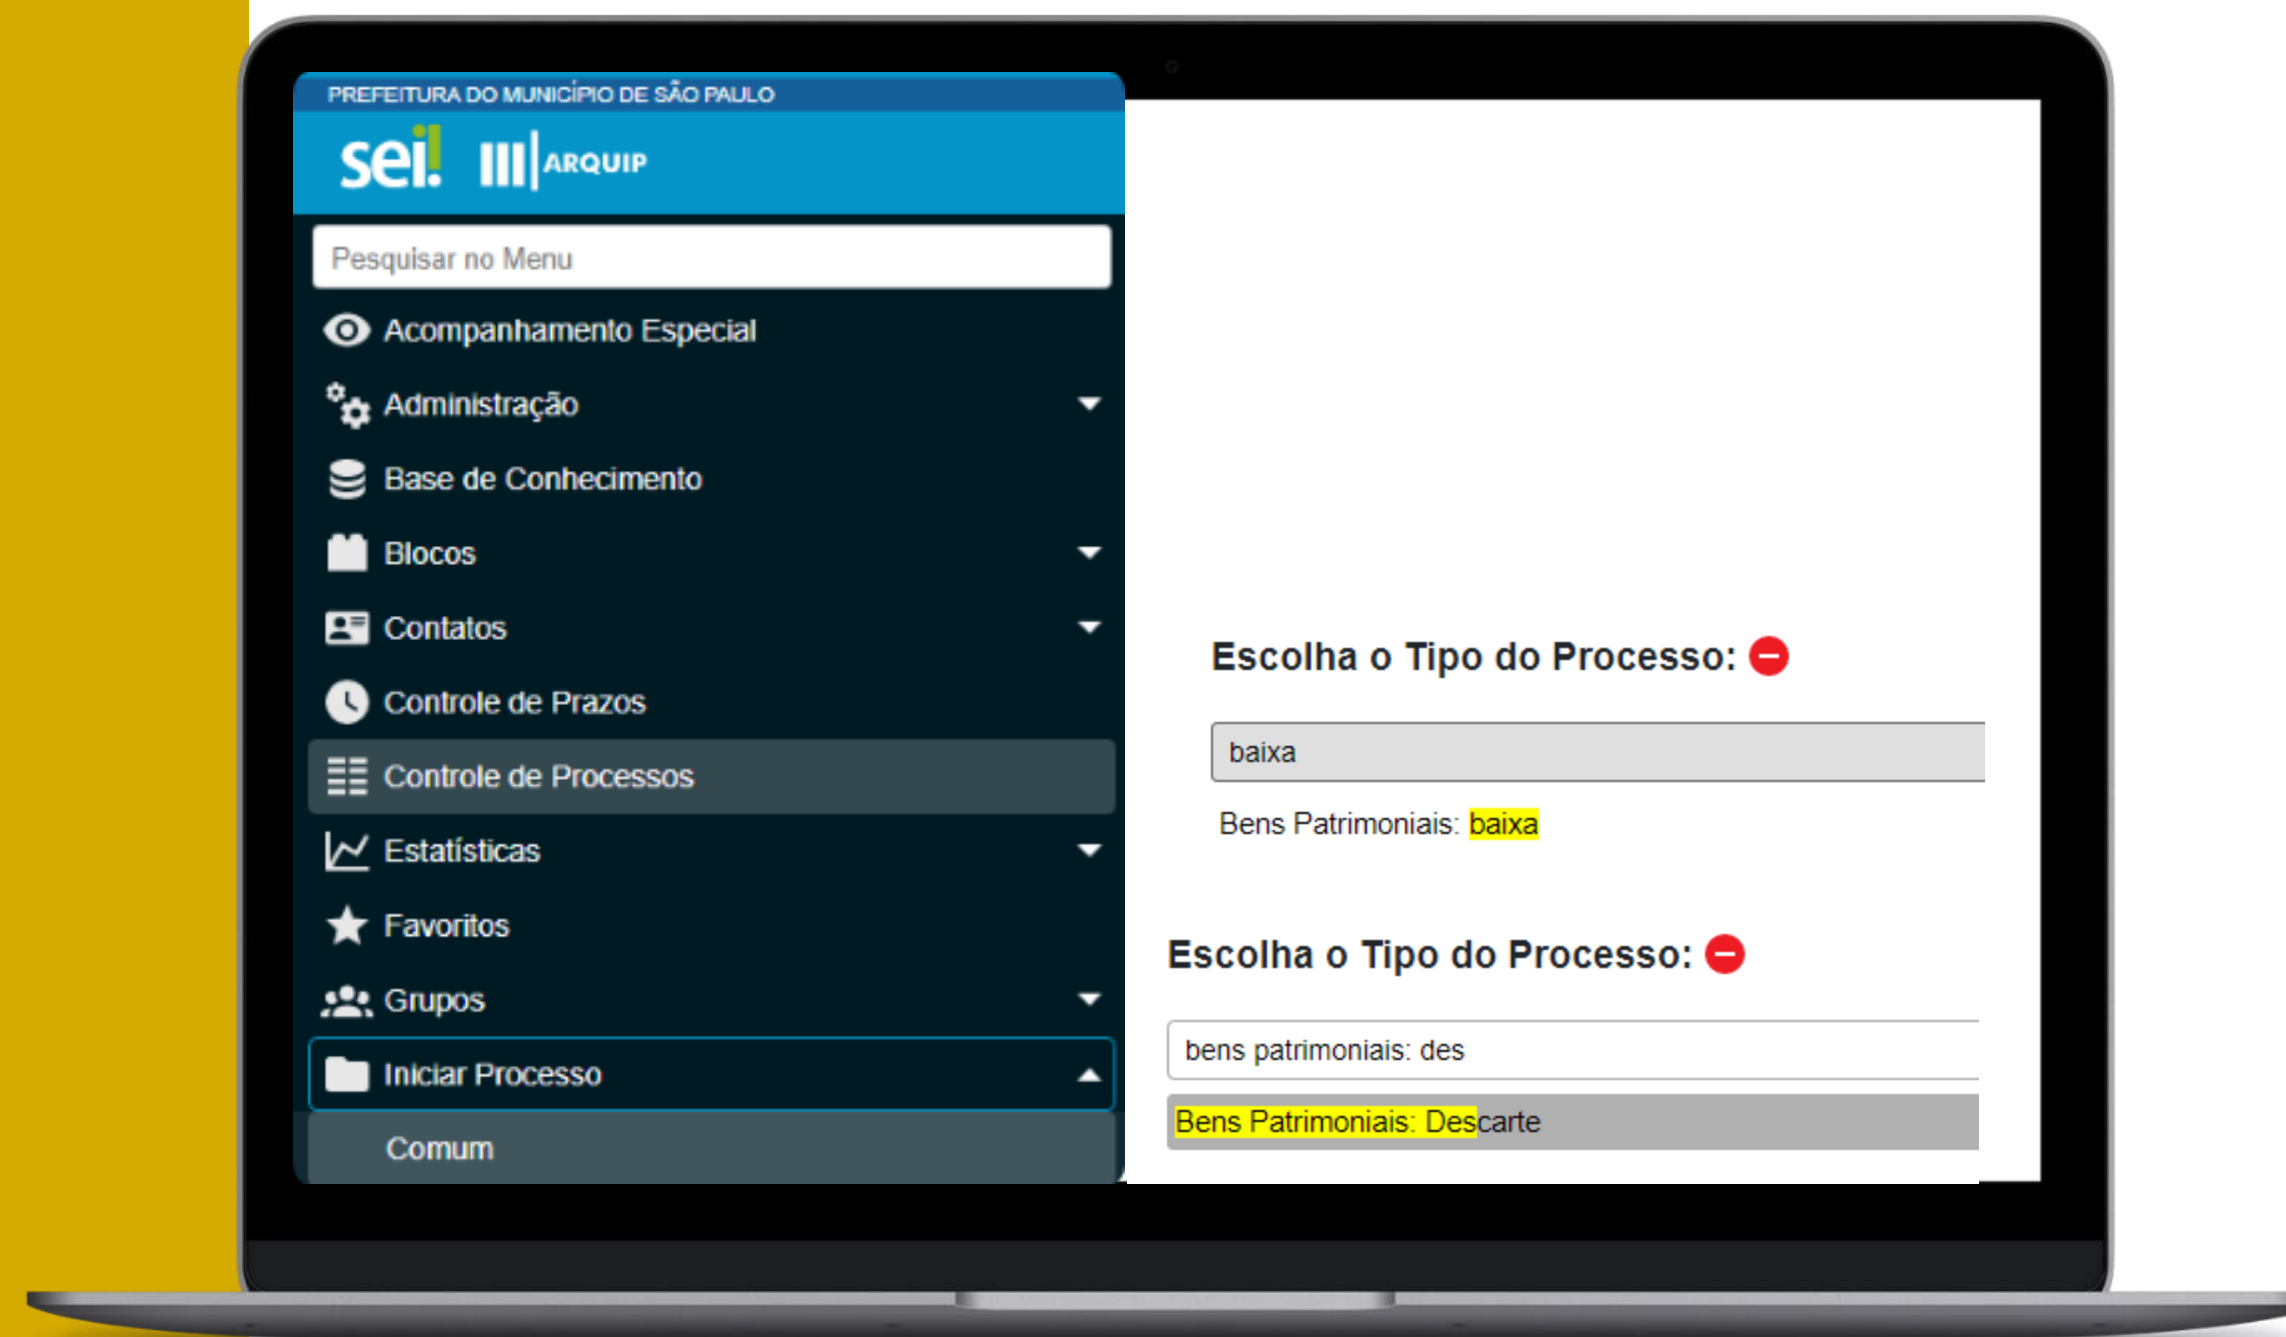 PREFEITURA DO MUNICÍPIO DE SÃO PAULO
sei! ARQUIP
Pesquisar no Menu
Acompanhamento Especial
Administração
Base de Conhecimento
Blocos
Contatos
Controle de Prazos
Controle de Processos
Estatísticas
Favoritos
Grupos
Iniciar Processo
Comum
Escolha o Tipo do Processo:
baixa
Bens Patrimoniais: baixa
Escolha o Tipo do Processo:
bens patrimoniais: des
Bens Patrimoniais: Descarte